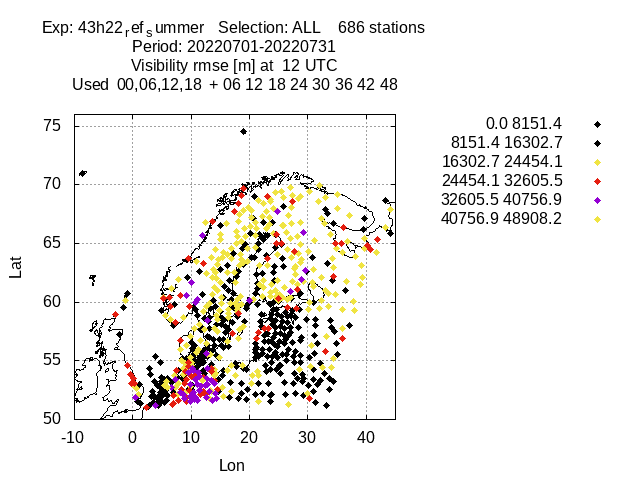 Exp: 43h22refsummer Selection: ALL 686 stations
Period: 20220701-20220731
Visibility rmse [m] at 12 UTC
Used 00,06,12,18 + 06 12 18 24 30 36 42 48
0.0 8151.4
8151.4 16302.7
16302.7 24454.1
24454.1 32605.5
32605.5 40756.9
40756.9 48908.2
75
70
65
60
55
50
Lat
-10 0 10 20 30 40
Lon